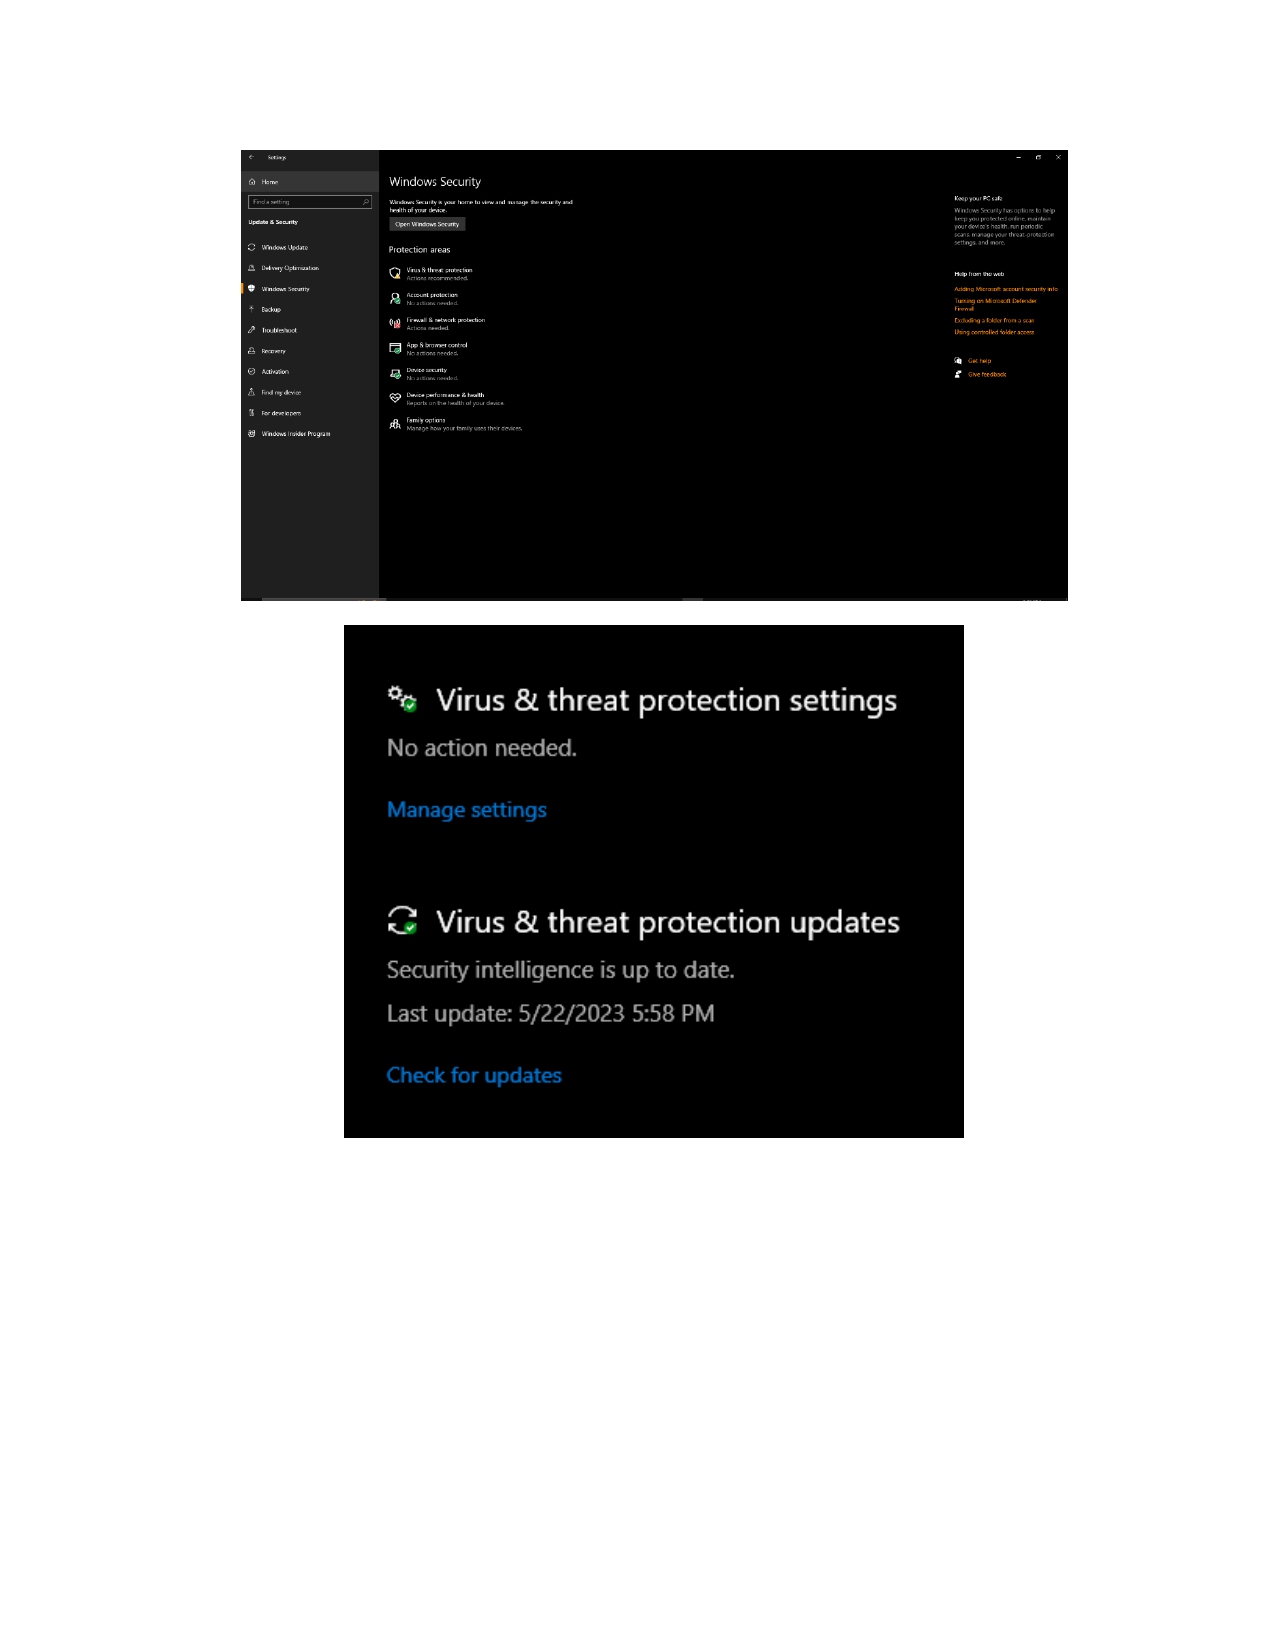 Settings
Home
Find a setting
Update & Security
Windows Update
Delivery Optimization
Windows Security
Backup
Troubleshoot
Recovery
Activation
Find my device
For developers
Windows Insider Program
Windows Security
Windows Security is your home to view and manage the security and
health of your device.
Open Windows Security
Protection areas
Virus & threat protection
Actions recommended.
Account protection
No actions needed.
Firewall & network protection
Actions needed.
App & browser control
No actions needed.
Device security
No actions needed.
Device performance & health
Reports on the health of your device.
Family options
Manage how your family uses their devices.
Keep your PC safe
Windows Security has options to help
keep you protected online, maintain
your device's health, run periodic
scans, manage your threat-protection
settings, and more.
Help from the web
Adding Microsoft account security info
Turning on Microsoft Defender
Firewall
Excluding a folder from a scan
Using controlled folder access
Get help
Give feedback
Virus & threat protection settings
No action needed.
Manage settings
Virus & threat protection updates
Security intelligence is up to date.
Last update: 5/22/2023 5:58 PM
Check for updates